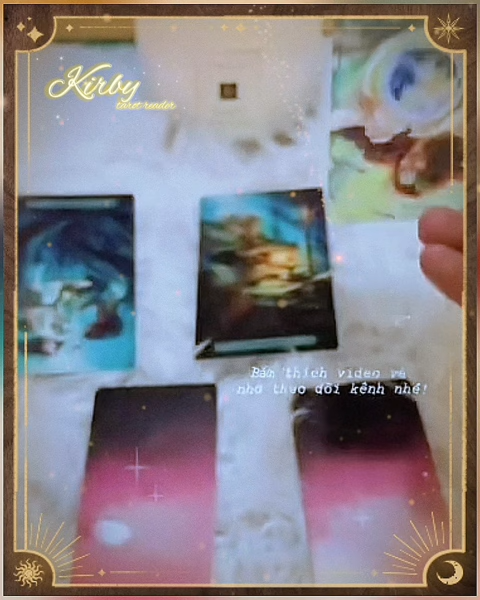 Kirby
tarot reader
Bấm thích video và
nhớ theo dõi kênh nhé!